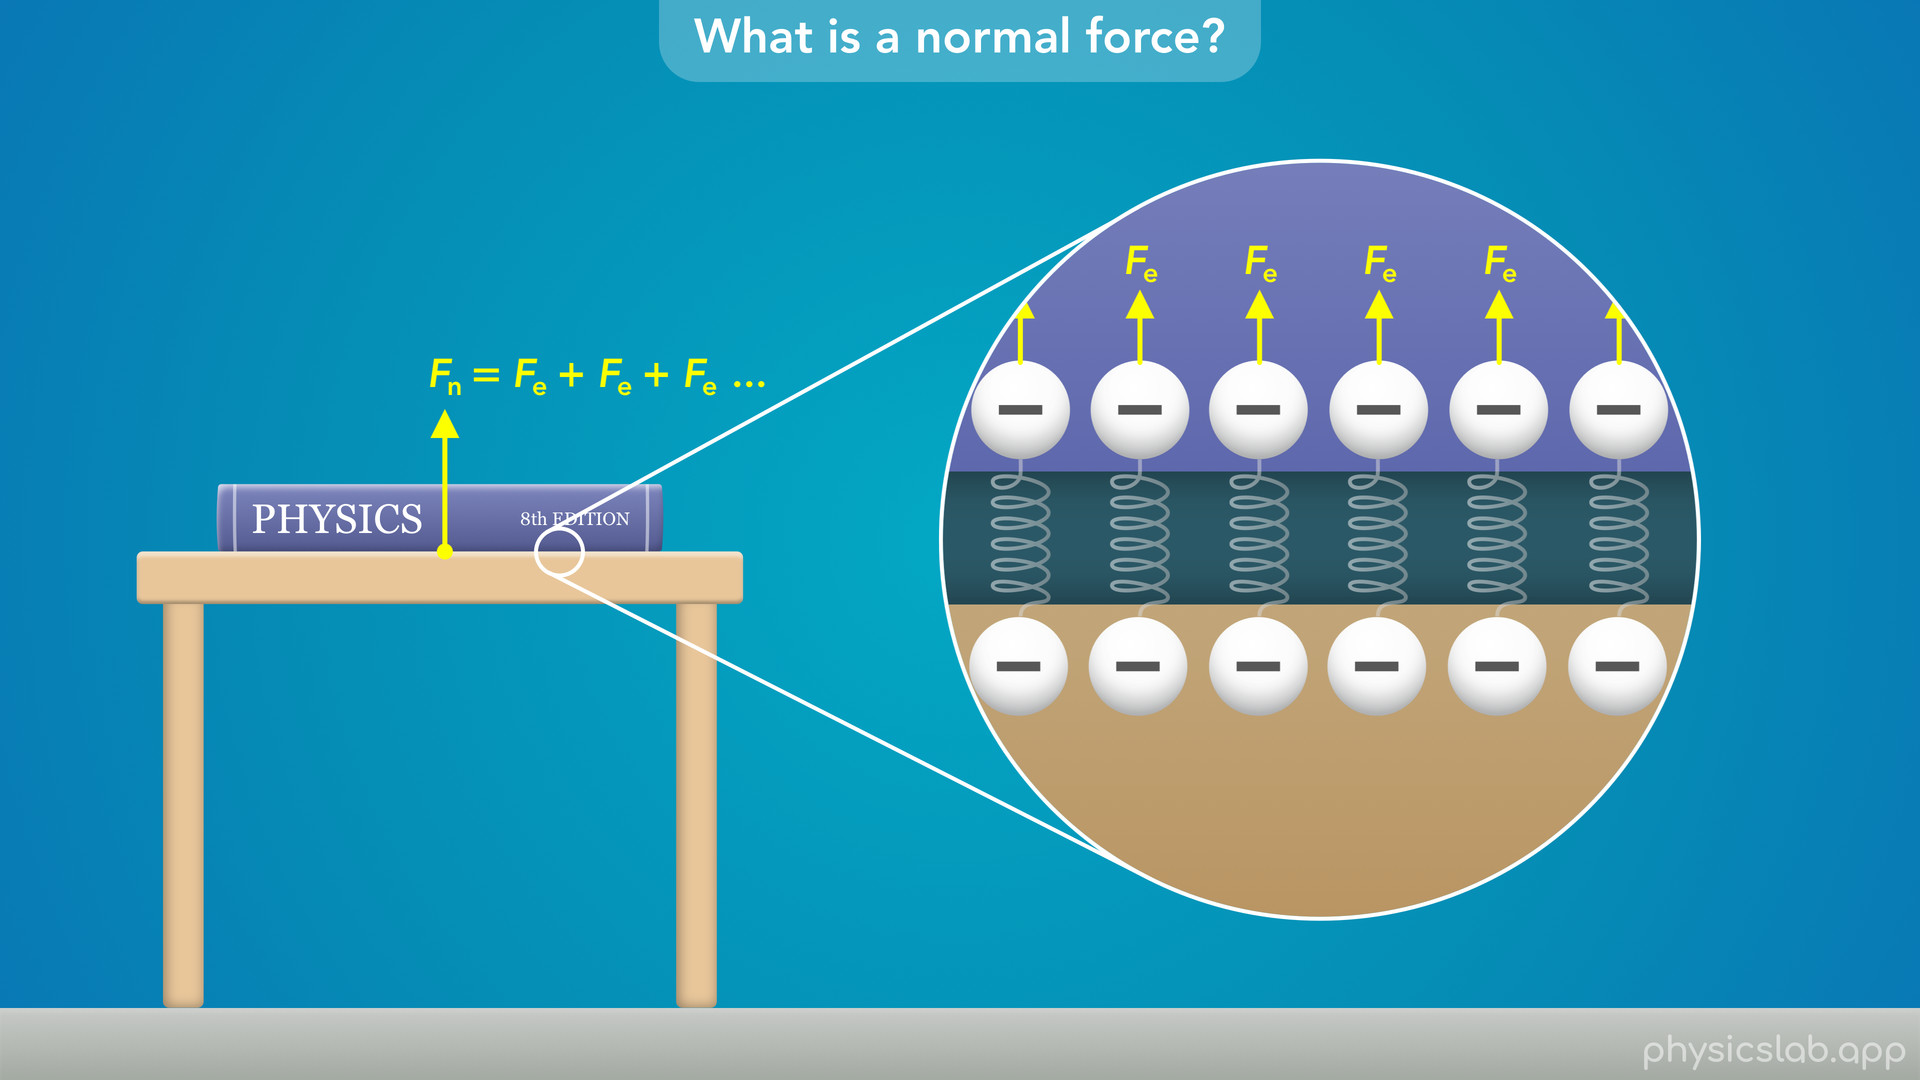 What is a normal force?
Fe Fe Fe Fe
Fn = Fe + Fe + Fe ...
PHYSICS 8th EDITION
physicslab.app